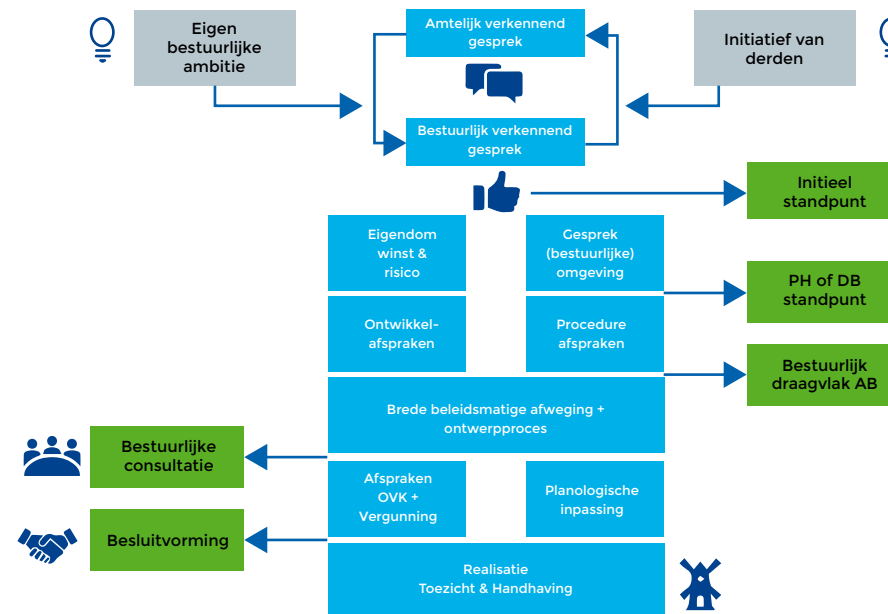 Eigen
bestuurlijke
ambitie
Amtelijk verkennend
gesprek
Initiatief van
derden
Bestuurlijk verkennend
gesprek
Initieel
standpunt
Eigendom
winst &
risico
Gesprek
(bestuurlijke)
omgeving
PH of DB
standpunt
Ontwikkel-
afspraken
Procedure
afspraken
Bestuurlijk
draagvlak AB
Brede beleidsmatige afweging +
ontwerpproces
Bestuurlijke
consultatie
Afspraken
OVK +
Vergunning
Planologische
inpassing
Besluitvorming
Realisatie
Toezicht & Handhaving